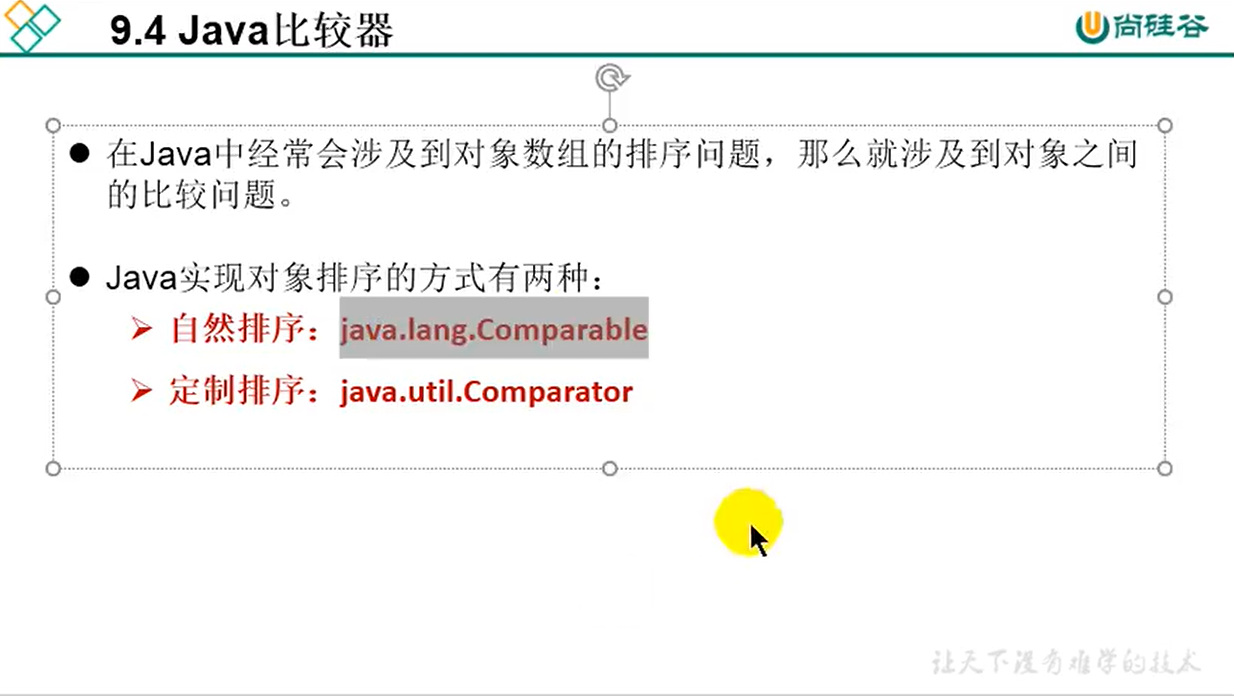 9.4 Java比较器
尚硅谷
在Java中经常会涉及到对象数组的排序问题，那么就涉及到对象之间
的比较问题。
Java实现对象排序的方式有两种：
自然排序：java.lang.Comparable
定制排序：java.util.Comparator
让天下没有难学的技术